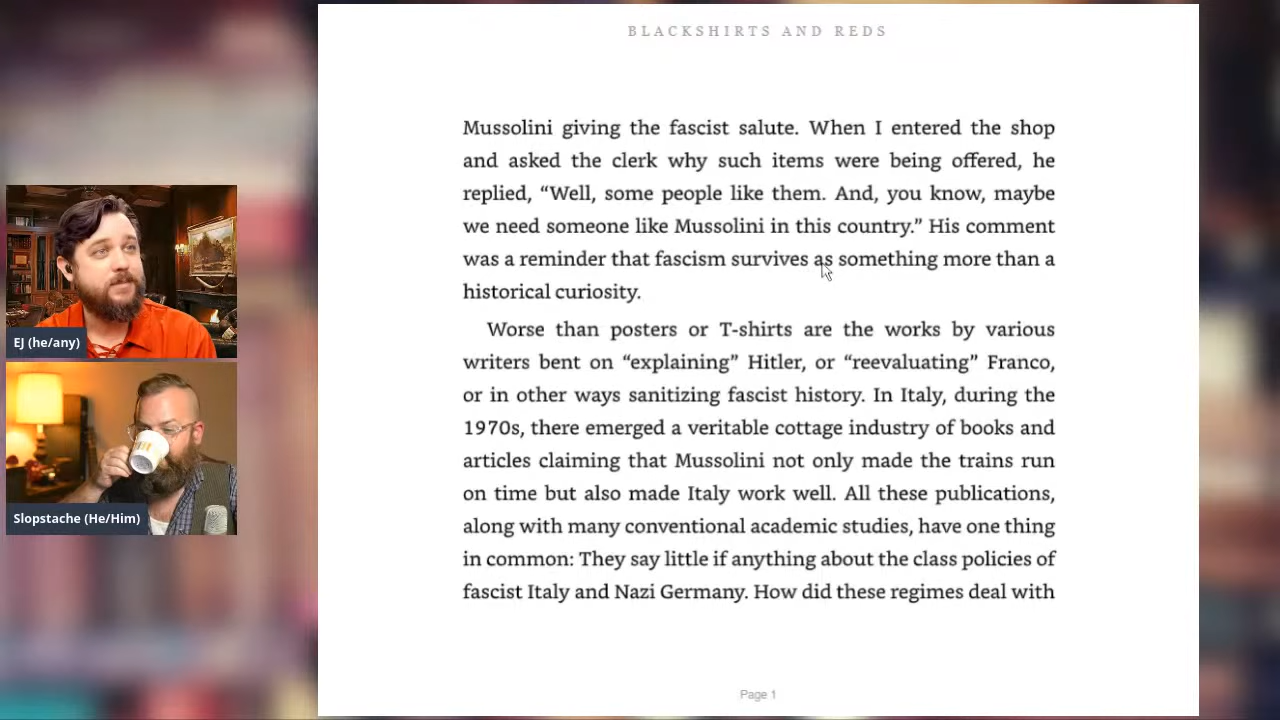 BLACKSHIRTS AND REDS
Mussolini giving the fascist salute. When I entered the shop
and asked the clerk why such items were being offered, he
replied, “Well, some people like them. And, you know, maybe
we need someone like Mussolini in this country.” His comment
was a reminder that fascism survives as something more than a
historical curiosity.
Worse than posters or T-shirts are the works by various
writers bent on “explaining” Hitler, or “reevaluating” Franco,
or in other ways sanitizing fascist history. In Italy, during the
1970s, there emerged a veritable cottage industry of books and
articles claiming that Mussolini not only made the trains run
on time but also made Italy work well. All these publications,
along with many conventional academic studies, have one thing
in common: They say little if anything about the class policies of
fascist Italy and Nazi Germany. How did these regimes deal with
Page 1
EJ (he/any)
Slopstache (He/Him)